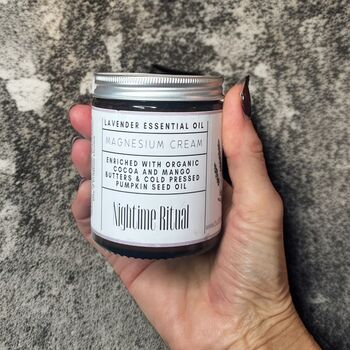 LAVENDER ESSENTIAL OIL
MAGNESIUM CREAM
ENRICHED WITH ORGANIC
COCOA AND MANGO
BUTTERS & COLD PRESSED
PUMPKIN SEED OIL
Nightime Ritual